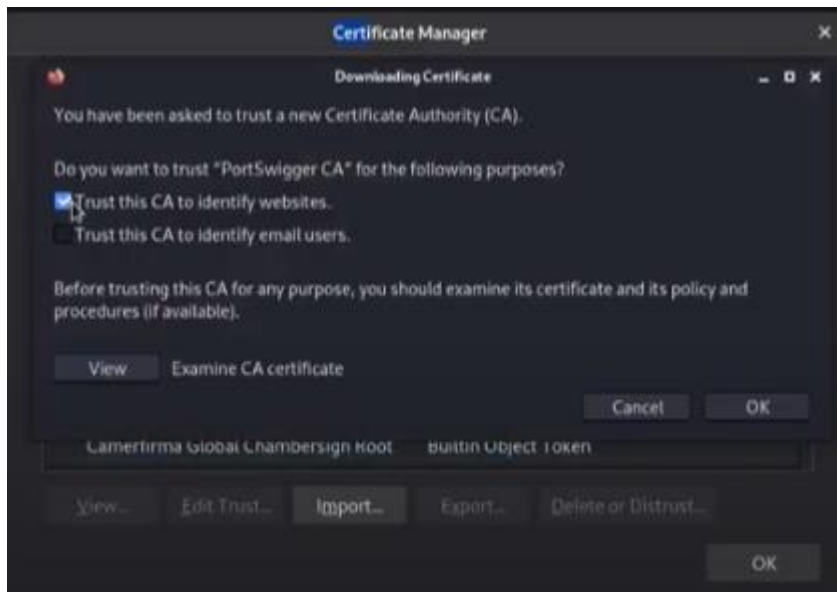 Certificate Manager
Downloading Certificate
You have been asked to trust a new Certificate Authority (CA).
Do you want to trust "PortSwigger CA" for the following purposes?
Trust this CA to identify websites.
Trust this CA to identify email users.
Before trusting this CA for any purpose, you should examine its certificate and its policy and
procedures (if available).
View Examine CA certificate
Cancel OK
Camerfirma Global Chambersign Root Builtin Object Token
View... Edit Trust... Import... Export... Delete or Distrust...
OK